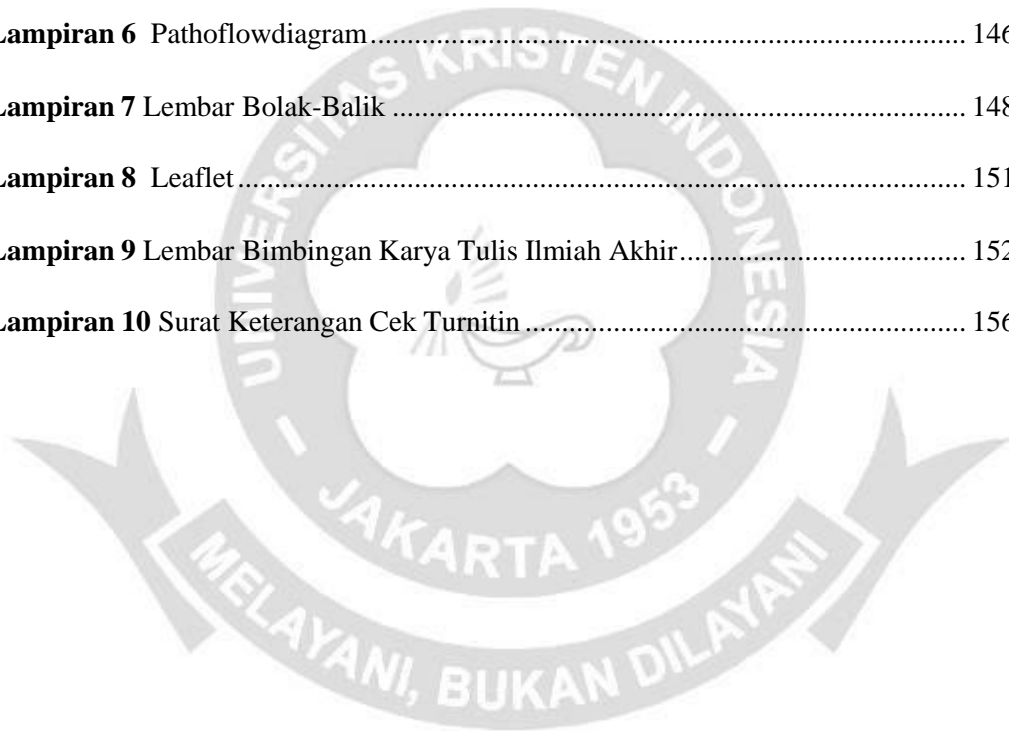 Lampiran 6 Pathoflowdiagram........................................................................... 146
Lampiran 7 Lembar Bolak-Balik ........................................................................ 148
Lampiran 8 Leaflet............................................................................................ 151
Lampiran 9 Lembar Bimbingan Karya Tulis Ilmiah Akhir.................................... 152
Lampiran 10 Surat Keterangan Cek Turnitin ....................................................... 156
UNIVERSITAS KRISTEN INDONESIA
- JAKARTA 1953 -
MELAYANI, BUKAN DILAYANI